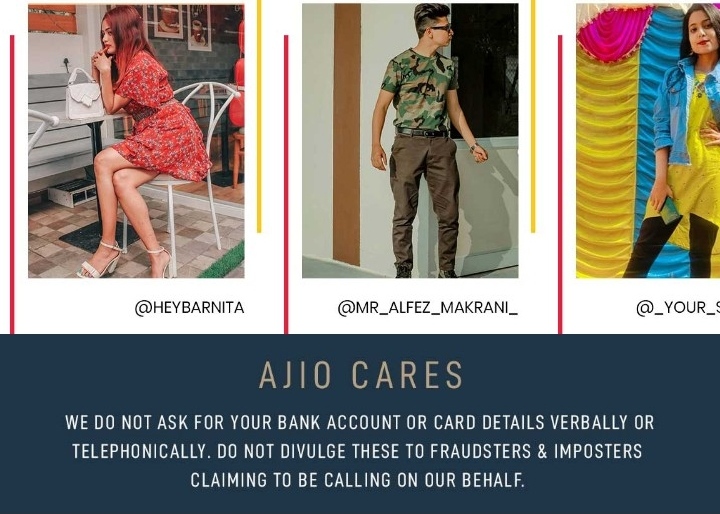 @HEYBARNITA
@MR_ALFEZ_MAKRANI_
@_YOUR_S
AJIO CARES
WE DO NOT ASK FOR YOUR BANK ACCOUNT OR CARD DETAILS VERBALLY OR
TELEPHONICALLY. DO NOT DIVULGE THESE TO FRAUDSTERS & IMPOSTERS
CLAIMING TO BE CALLING ON OUR BEHALF.